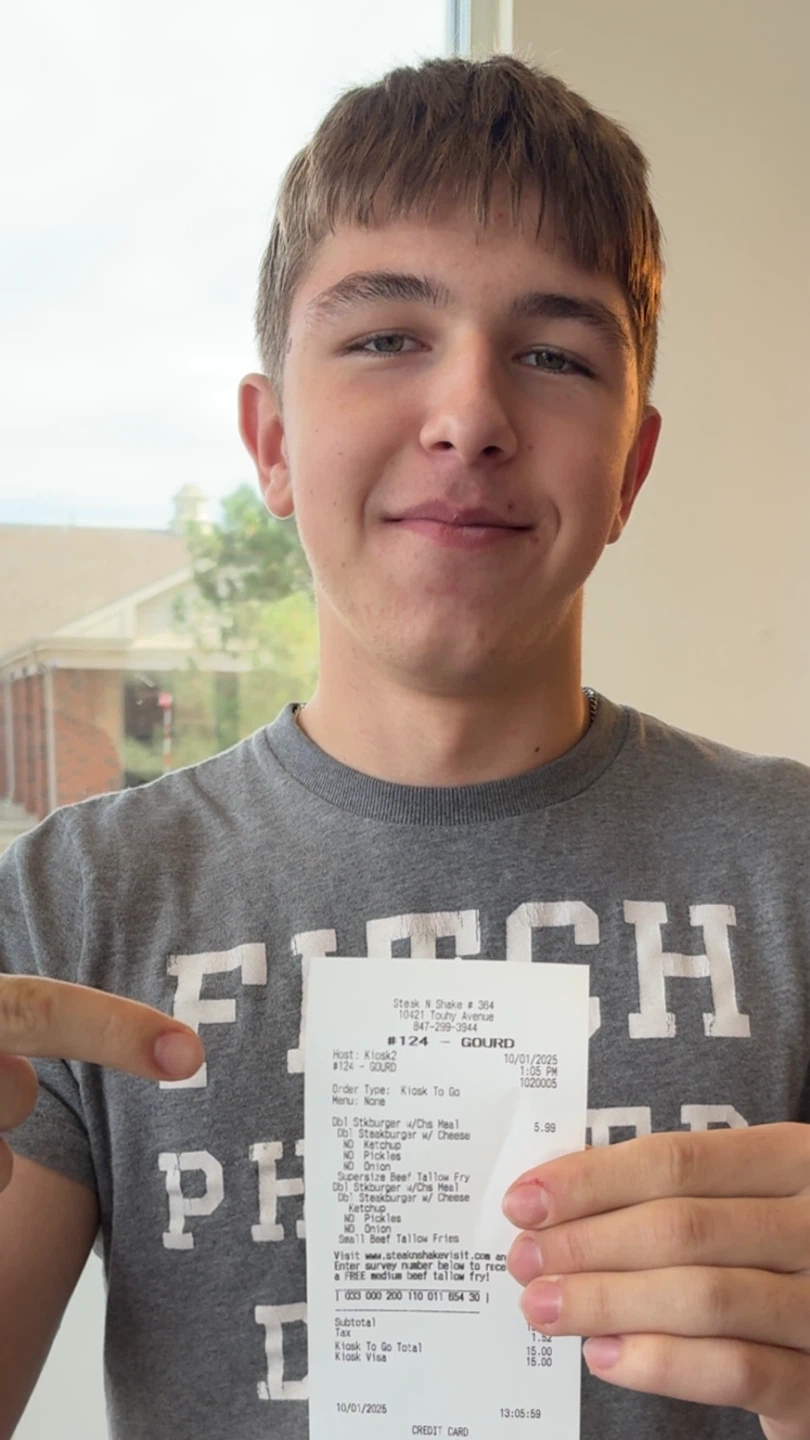 FITCH
Steak N Shake # 364
10421 Touhy Avenue
847-299-3944
#124 - GOURD
Host: Kiosk2 10/01/2025
#124 - GOURD 1:05 PM
1020005
Order Type: Kiosk To Go
Menu: None
Dbl Stkburger w/Chs Meal 5.99
Dbl Steakburger w/ Cheese
NO Ketchup
NO Pickles
NO Onion
Supersize Beef Tallow Fry
Dbl Stkburger w/Chs Meal
Dbl Steakburger w/ Cheese
Ketchup
NO Pickles
NO Onion
Small Beef Tallow Fries
Visit www.steaknshakevisit.com
Enter survey number below to
a FREE medium beef tallow fry!
| 033 000 200 110 011 654 30 |
Subtotal
Tax 1.52
Kiosk To Go Total 15.00
Kiosk Visa 15.00
10/01/2025 13:05:59
CREDIT CARD